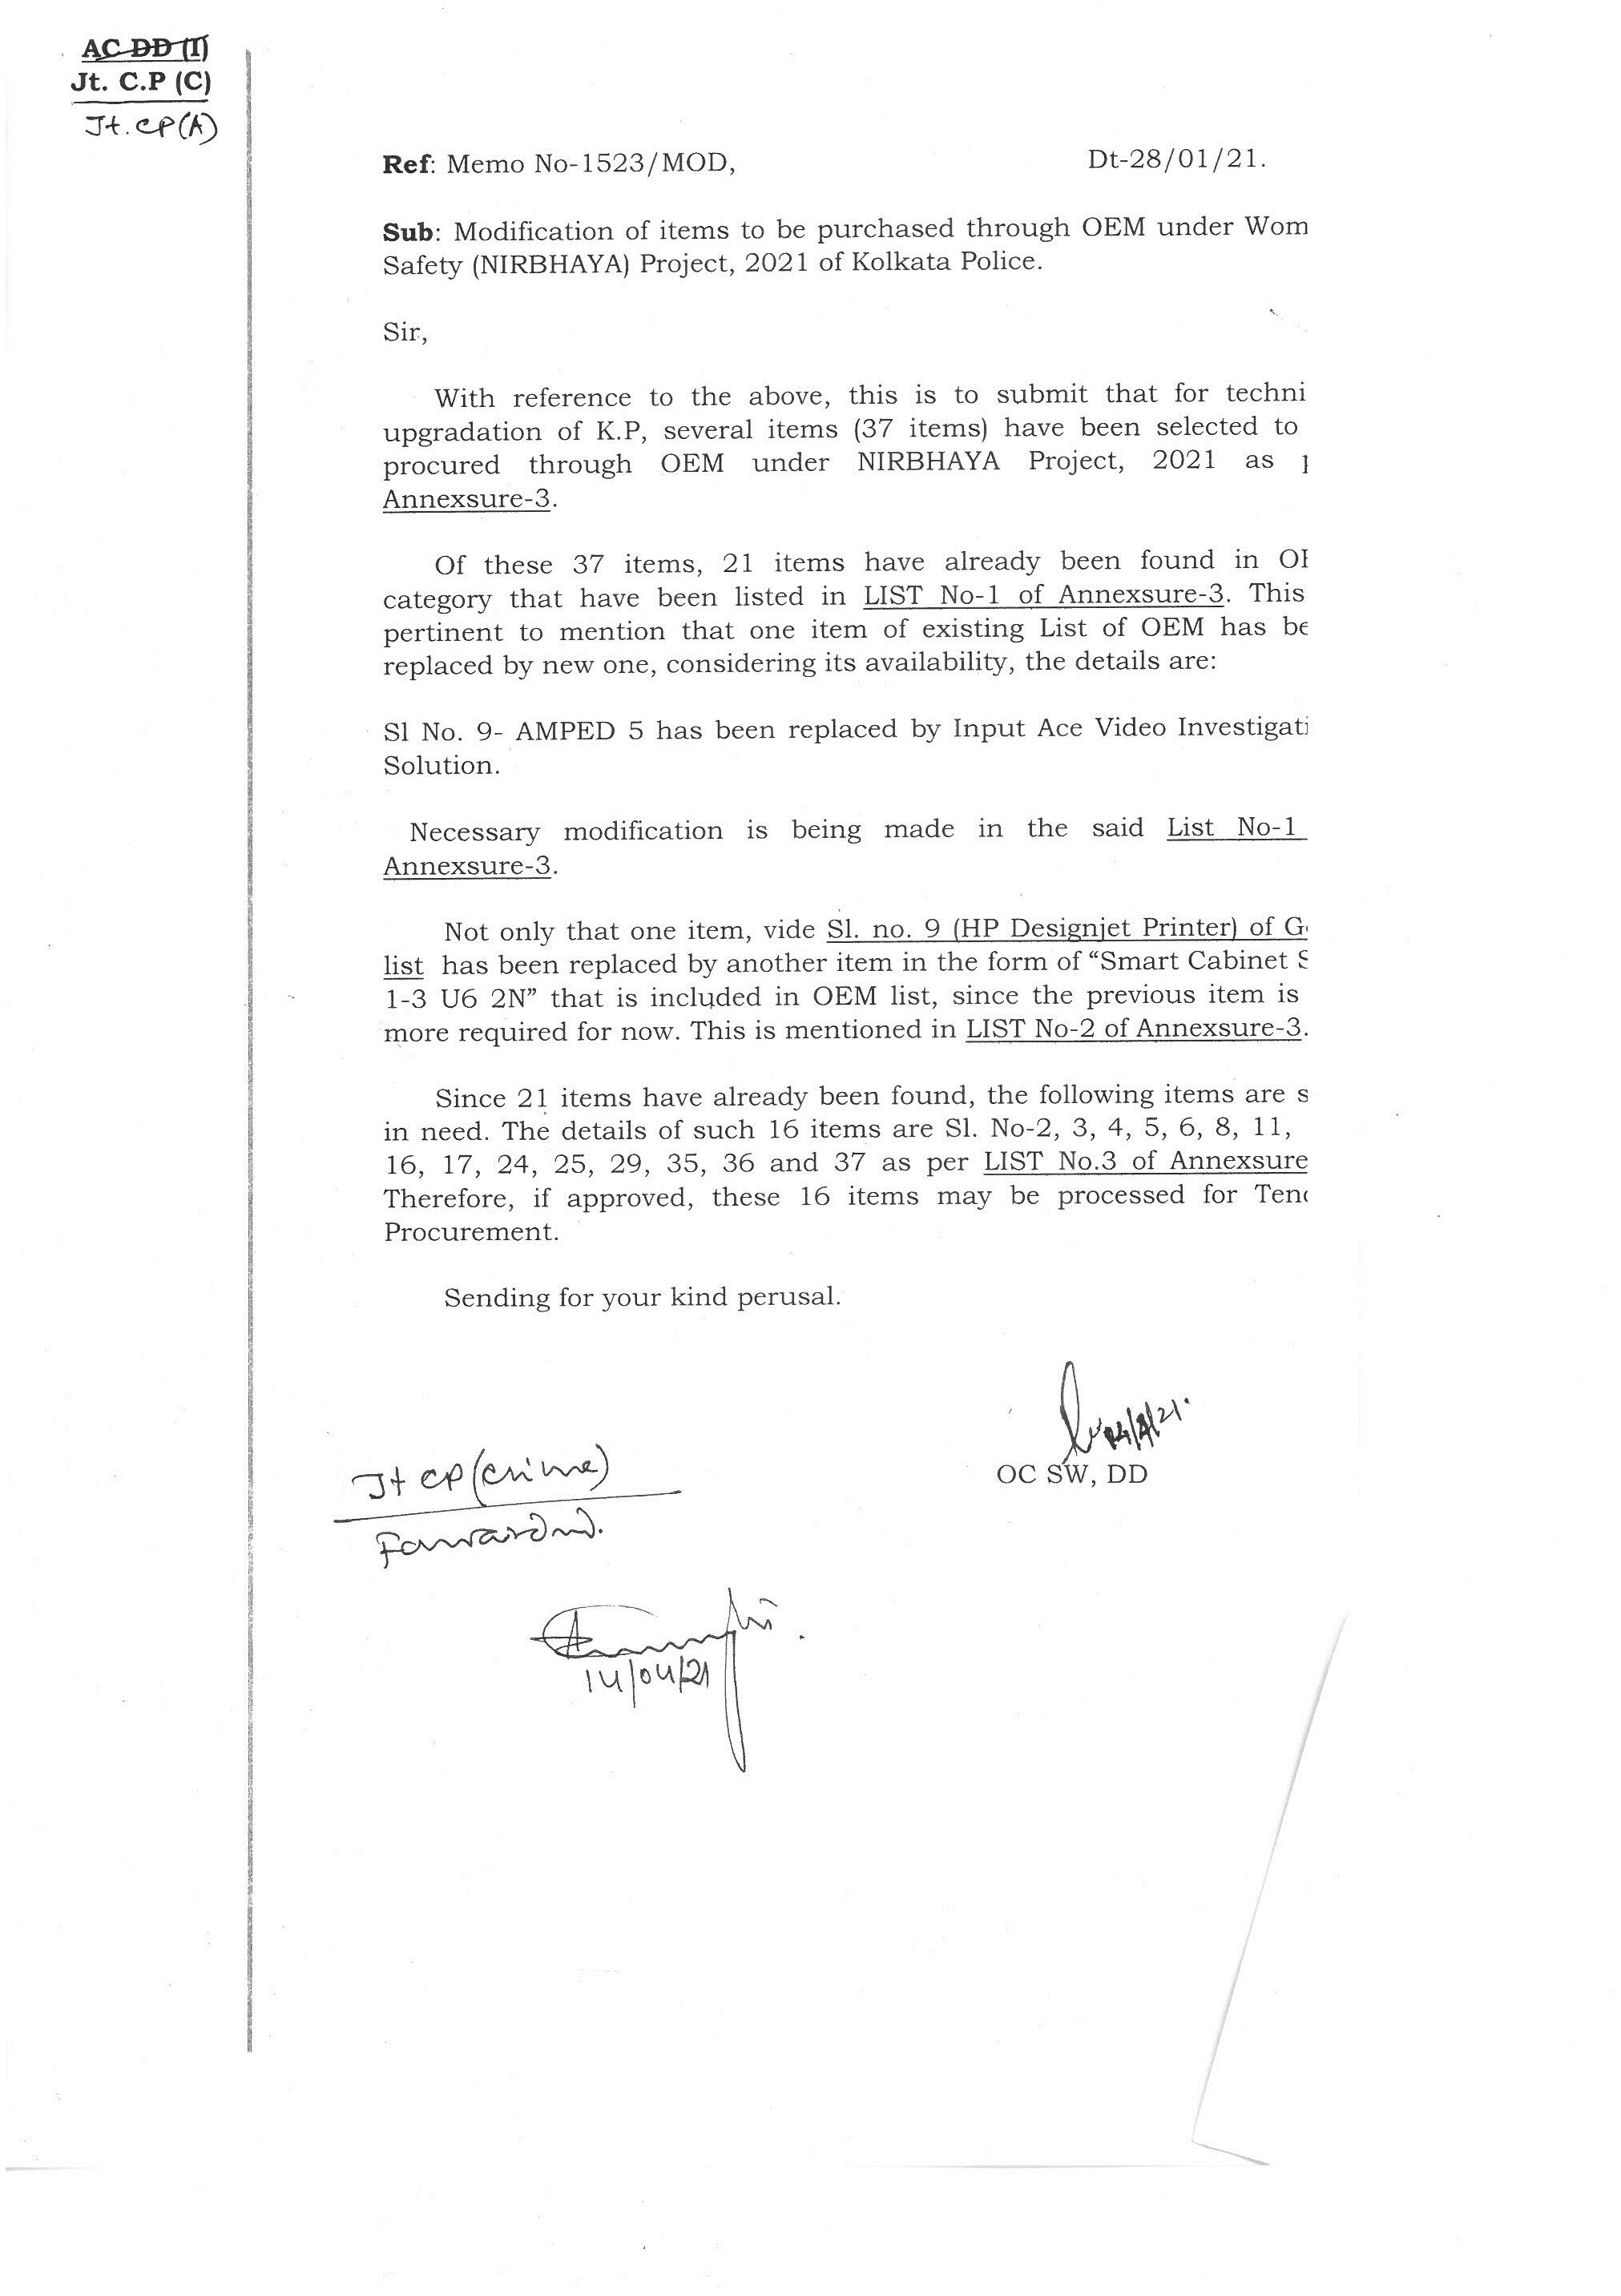 AC DD (I)
Jt. C.P (C)
Jt. CP(A)
Ref: Memo No-1523/MOD, Dt-28/01/21.
Sub: Modification of items to be purchased through OEM under Wom
Safety (NIRBHAYA) Project, 2021 of Kolkata Police.
Sir,
With reference to the above, this is to submit that for techni
upgradation of K.P, several items (37 items) have been selected to
procured through OEM under NIRBHAYA Project, 2021 as
Annexsure-3.
Of these 37 items, 21 items have already been found in
category that have been listed in LIST No-1 of Annexsure-3. This
pertinent to mention that one item of existing List of OEM has be
replaced by new one, considering its availability, the details are:
Sl No. 9- AMPED 5 has been replaced by Input Ace Video Investigati
Solution.
Necessary modification is being made in the said List No-1
Annexsure-3.
Not only that one item, vide Sl. no. 9 (HP Designjet Printer) of G
list has been replaced by another item in the form of “Smart Cabinet S
1-3 U6 2N” that is included in OEM list, since the previous item is
more required for now. This is mentioned in LIST No-2 of Annexsure-3.
Since 21 items have already been found, the following items are s
in need. The details of such 16 items are Sl. No-2, 3, 4, 5, 6, 8, 11,
16, 17, 24, 25, 29, 35, 36 and 37 as per LIST No.3 of Annexsure
Therefore, if approved, these 16 items may be processed for Ten
Procurement.
Sending for your kind perusal.
OC SW, DD
Jt CP (Crime)
Forwarded.
14/04/21